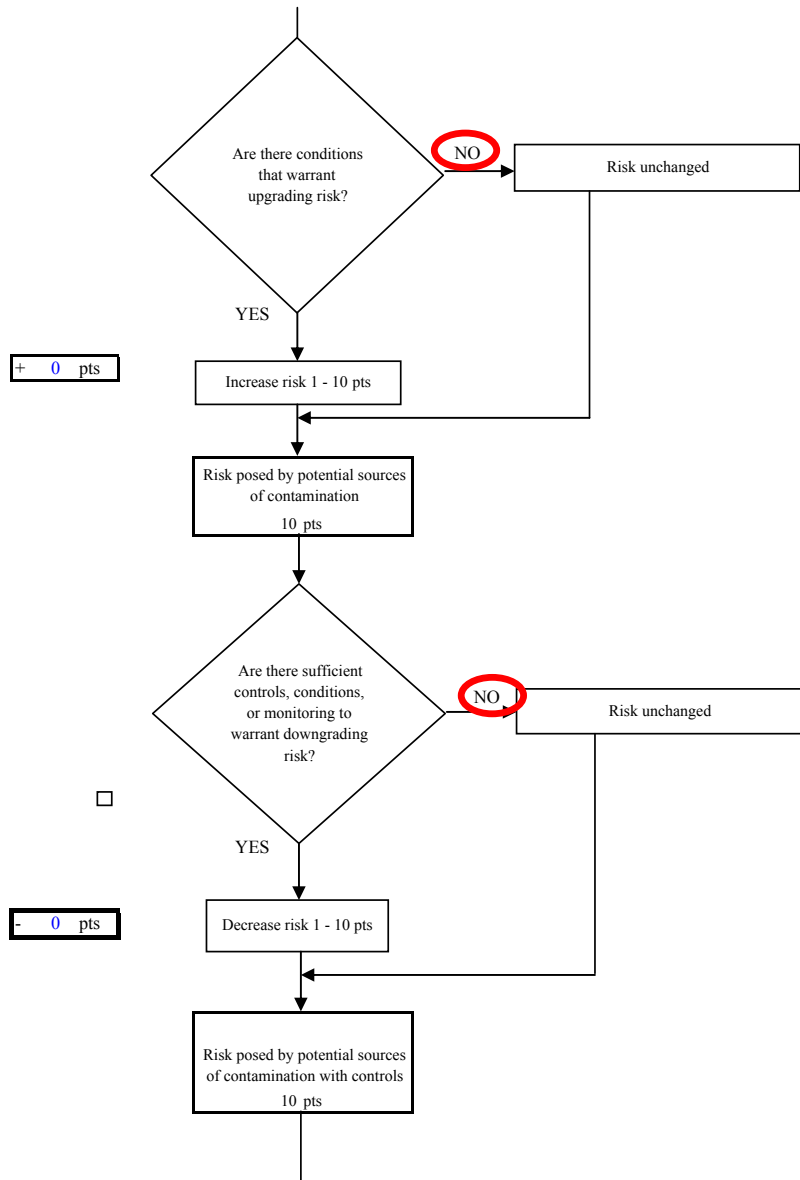 Are there conditions
that warrant
upgrading risk?
NO
Risk unchanged
YES
+ 0 pts
Increase risk 1 - 10 pts
Risk posed by potential sources
of contamination
10 pts
Are there sufficient
controls, conditions,
or monitoring to
warrant downgrading
risk?
NO
Risk unchanged
YES
- 0 pts
Decrease risk 1 - 10 pts
Risk posed by potential sources
of contamination with controls
10 pts